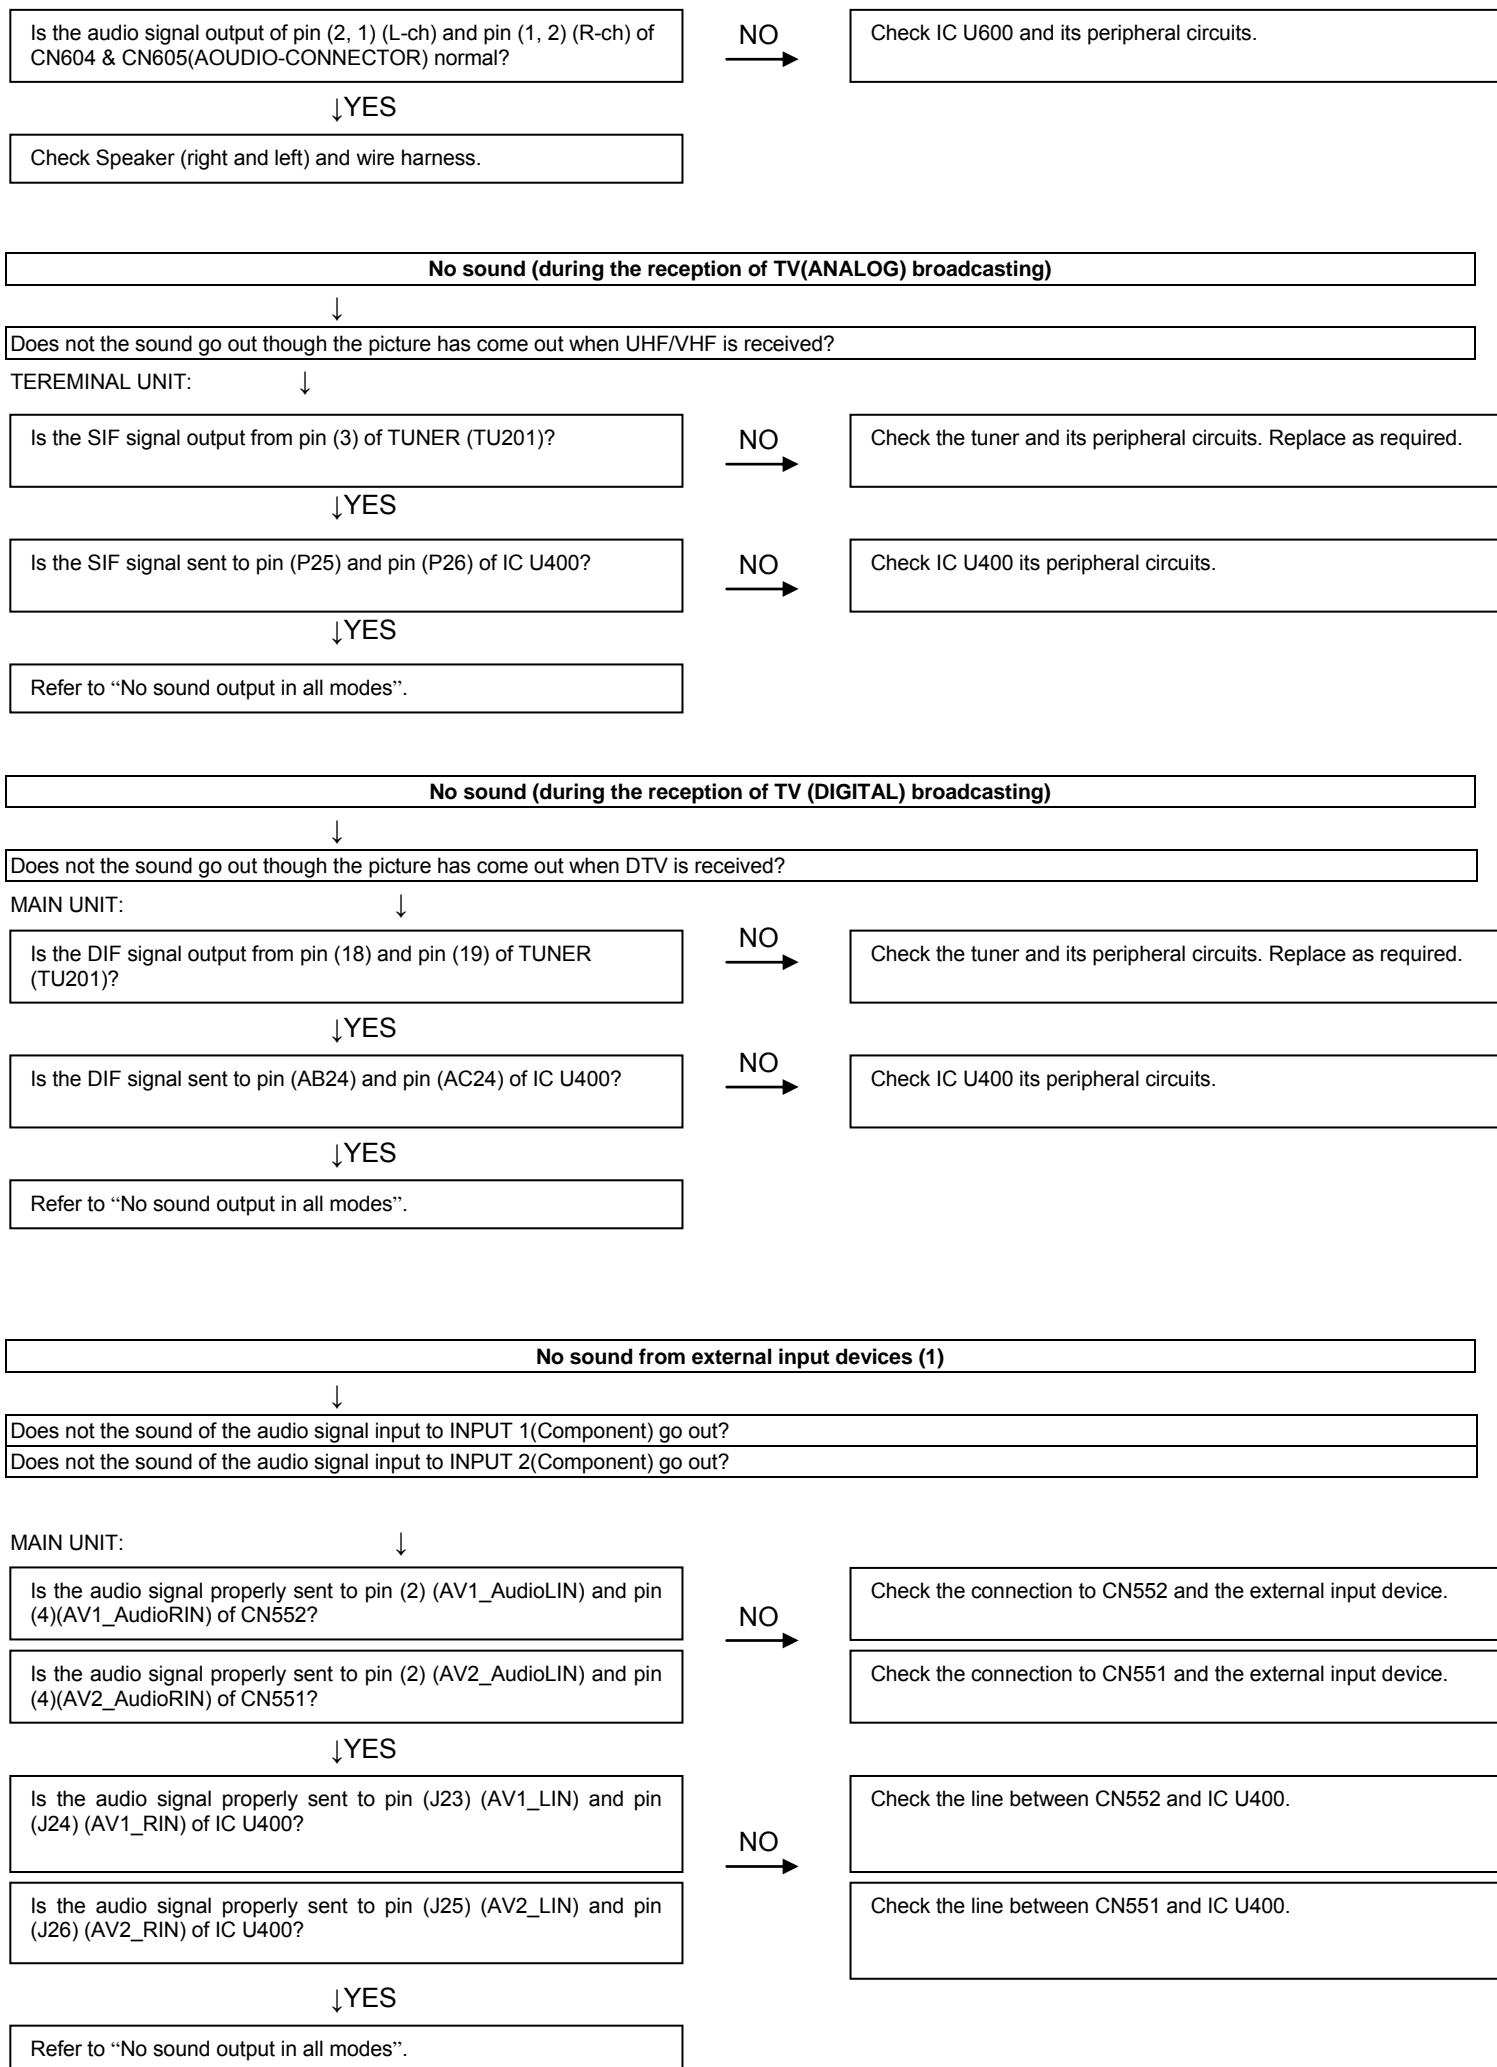 Is the audio signal output of pin (2, 1) (L-ch) and pin (1, 2) (R-ch) of
CN604 & CN605(AOUDIO-CONNECTOR) normal?
NO
Check IC U600 and its peripheral circuits.
↓YES
Check Speaker (right and left) and wire harness.
No sound (during the reception of TV(ANALOG) broadcasting)
↓
Does not the sound go out though the picture has come out when UHF/VHF is received?
TEREMINAL UNIT: ↓
Is the SIF signal output from pin (3) of TUNER (TU201)?
NO
Check the tuner and its peripheral circuits. Replace as required.
↓YES
Is the SIF signal sent to pin (P25) and pin (P26) of IC U400?
NO
Check IC U400 its peripheral circuits.
↓YES
Refer to “No sound output in all modes”.
No sound (during the reception of TV (DIGITAL) broadcasting)
↓
Does not the sound go out though the picture has come out when DTV is received?
MAIN UNIT: ↓
Is the DIF signal output from pin (18) and pin (19) of TUNER
(TU201)?
NO
Check the tuner and its peripheral circuits. Replace as required.
↓YES
Is the DIF signal sent to pin (AB24) and pin (AC24) of IC U400?
NO
Check IC U400 its peripheral circuits.
↓YES
Refer to “No sound output in all modes”.
No sound from external input devices (1)
↓
Does not the sound of the audio signal input to INPUT 1(Component) go out?
Does not the sound of the audio signal input to INPUT 2(Component) go out?
MAIN UNIT: ↓
Is the audio signal properly sent to pin (2) (AV1_AudioLIN) and pin
(4)(AV1_AudioRIN) of CN552?
NO
Check the connection to CN552 and the external input device.
Is the audio signal properly sent to pin (2) (AV2_AudioLIN) and pin
(4)(AV2_AudioRIN) of CN551?
Check the connection to CN551 and the external input device.
↓YES
Is the audio signal properly sent to pin (J23) (AV1_LIN) and pin
(J24) (AV1_RIN) of IC U400?
NO
Check the line between CN552 and IC U400.
Is the audio signal properly sent to pin (J25) (AV2_LIN) and pin
(J26) (AV2_RIN) of IC U400?
Check the line between CN551 and IC U400.
↓YES
Refer to “No sound output in all modes”.